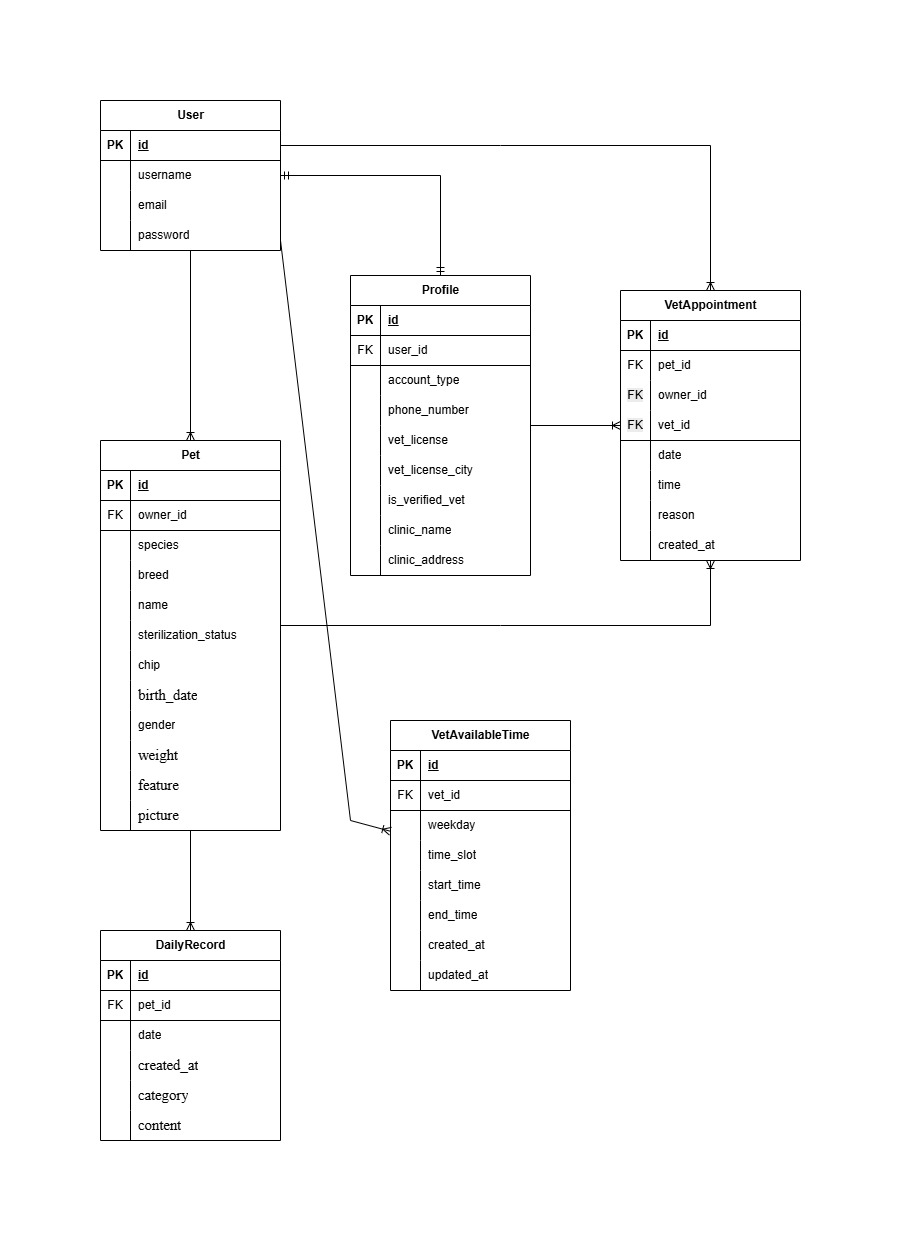 User
PK id
username
email
password
Profile
PK id
FK user_id
account_type
phone_number
vet_license
vet_license_city
is_verified_vet
clinic_name
clinic_address
VetAppointment
PK id
FK pet_id
FK owner_id
FK vet_id
date
time
reason
created_at
Pet
PK id
FK owner_id
species
breed
name
sterilization_status
chip
birth_date
gender
weight
feature
picture
VetAvailableTime
PK id
FK vet_id
weekday
time_slot
start_time
end_time
created_at
updated_at
DailyRecord
PK id
FK pet_id
date
created_at
category
content